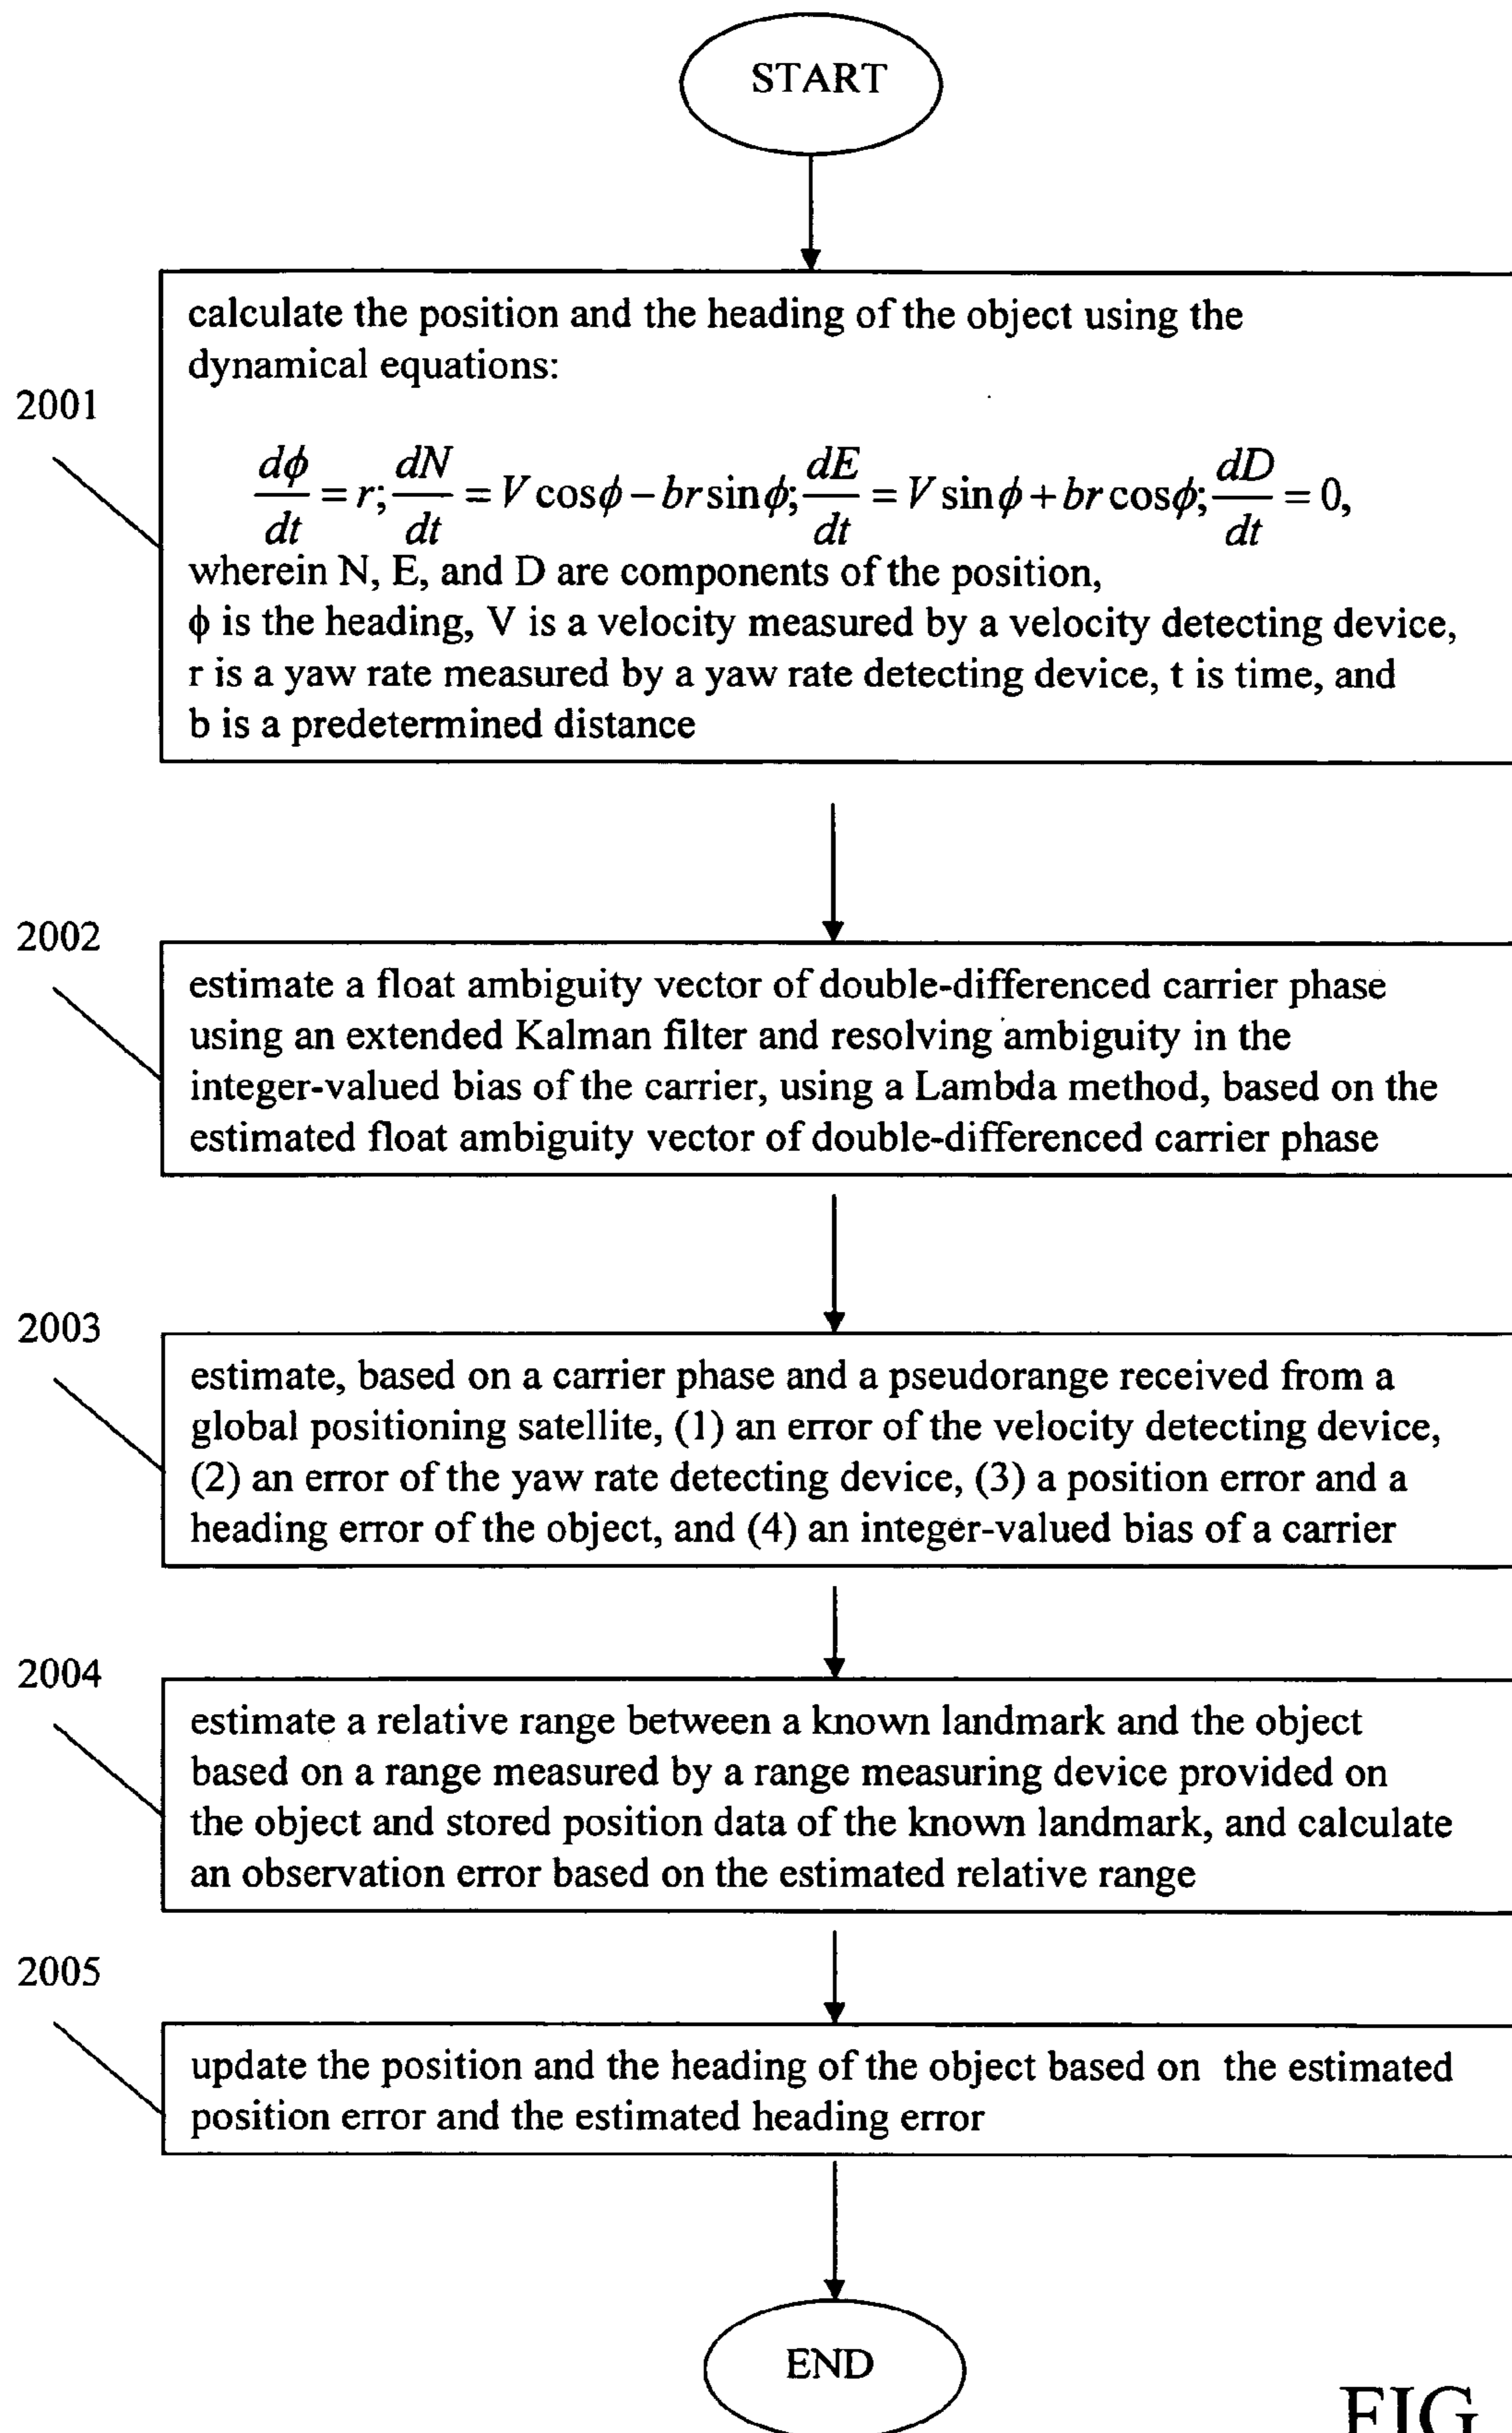 START
2001
calculate the position and the heading of the object using the
dynamical equations:
dϕ/dt = r; dN/dt = V cosϕ − br sinϕ; dE/dt = V sinϕ + br cosϕ; dD/dt = 0,
wherein N, E, and D are components of the position,
ϕ is the heading, V is a velocity measured by a velocity detecting device,
r is a yaw rate measured by a yaw rate detecting device, t is time, and
b is a predetermined distance
2002
estimate a float ambiguity vector of double-differenced carrier phase
using an extended Kalman filter and resolving ambiguity in the
integer-valued bias of the carrier, using a Lambda method, based on the
estimated float ambiguity vector of double-differenced carrier phase
2003
estimate, based on a carrier phase and a pseudorange received from a
global positioning satellite, (1) an error of the velocity detecting device,
(2) an error of the yaw rate detecting device, (3) a position error and a
heading error of the object, and (4) an integer-valued bias of a carrier
2004
estimate a relative range between a known landmark and the object
based on a range measured by a range measuring device provided on
the object and stored position data of the known landmark, and calculate
an observation error based on the estimated relative range
2005
update the position and the heading of the object based on the estimated
position error and the estimated heading error
END
FIG